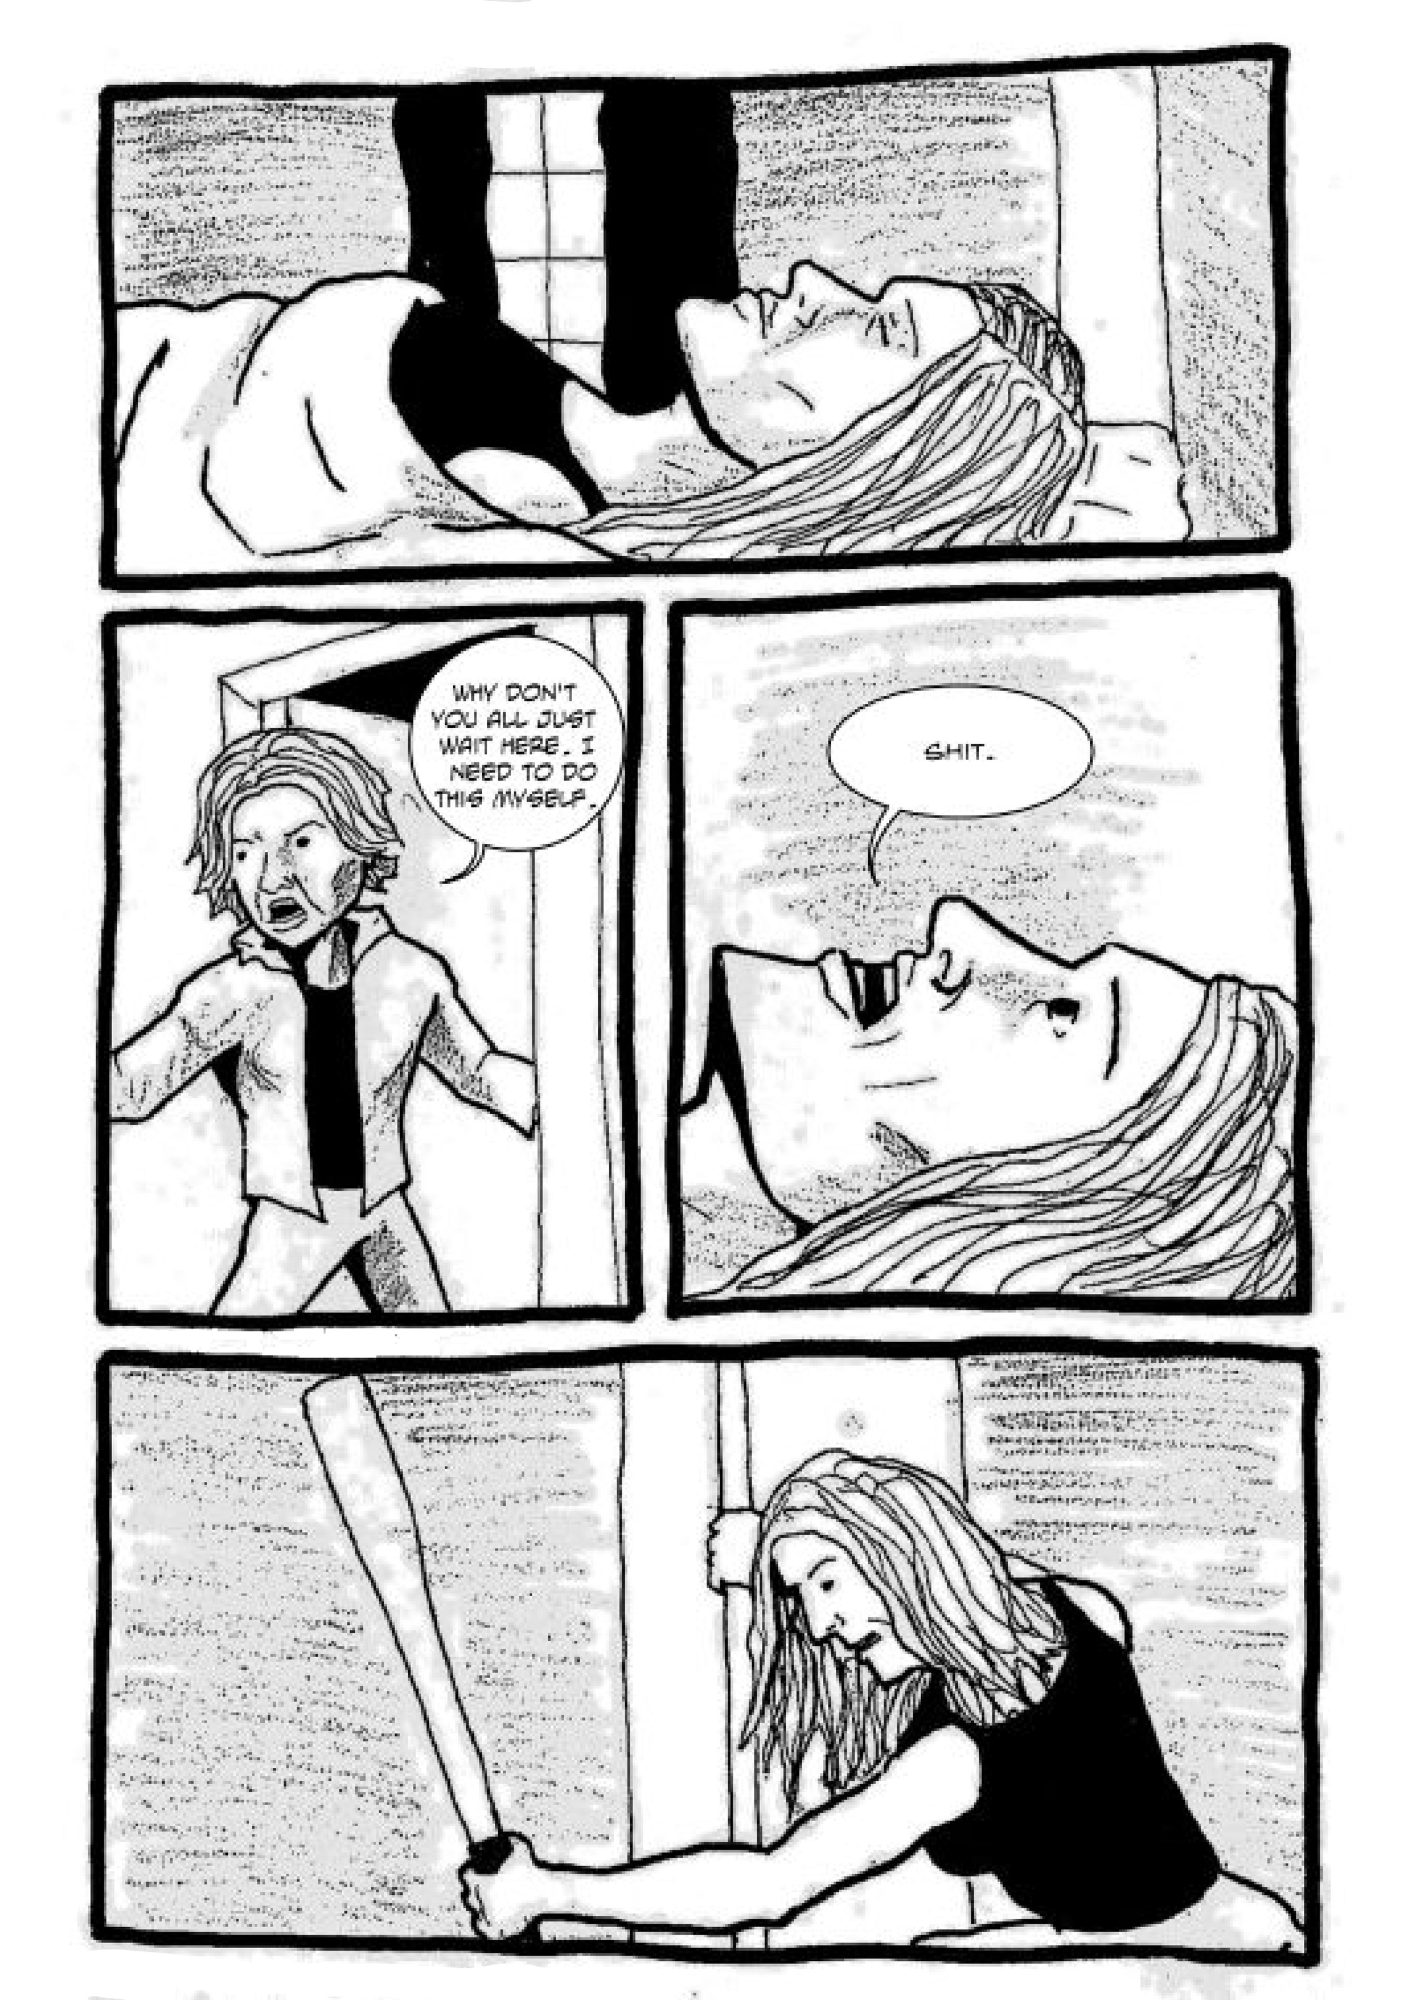 WHY DON'T
YOU ALL JUST
WAIT HERE. I
NEED TO DO
THIS MYSELF.
SHIT.